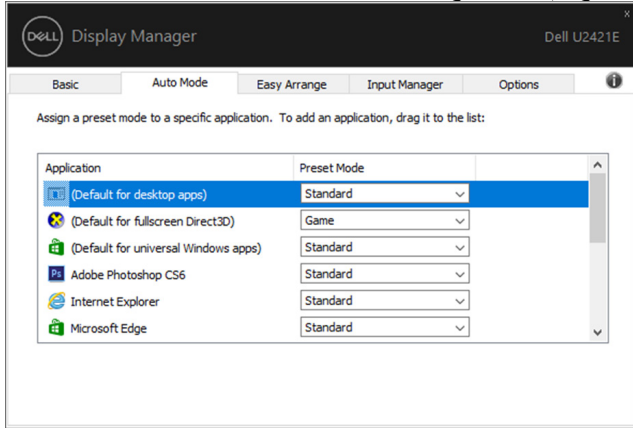 DELL Display Manager Dell U2421E
x
Basic Auto Mode Easy Arrange Input Manager Options i
Assign a preset mode to a specific application. To add an application, drag it to the list:
Application Preset Mode
(Default for desktop apps) Standard
(Default for fullscreen Direct3D) Game
(Default for universal Windows apps) Standard
Ps Adobe Photoshop CS6 Standard
Internet Explorer Standard
Microsoft Edge Standard